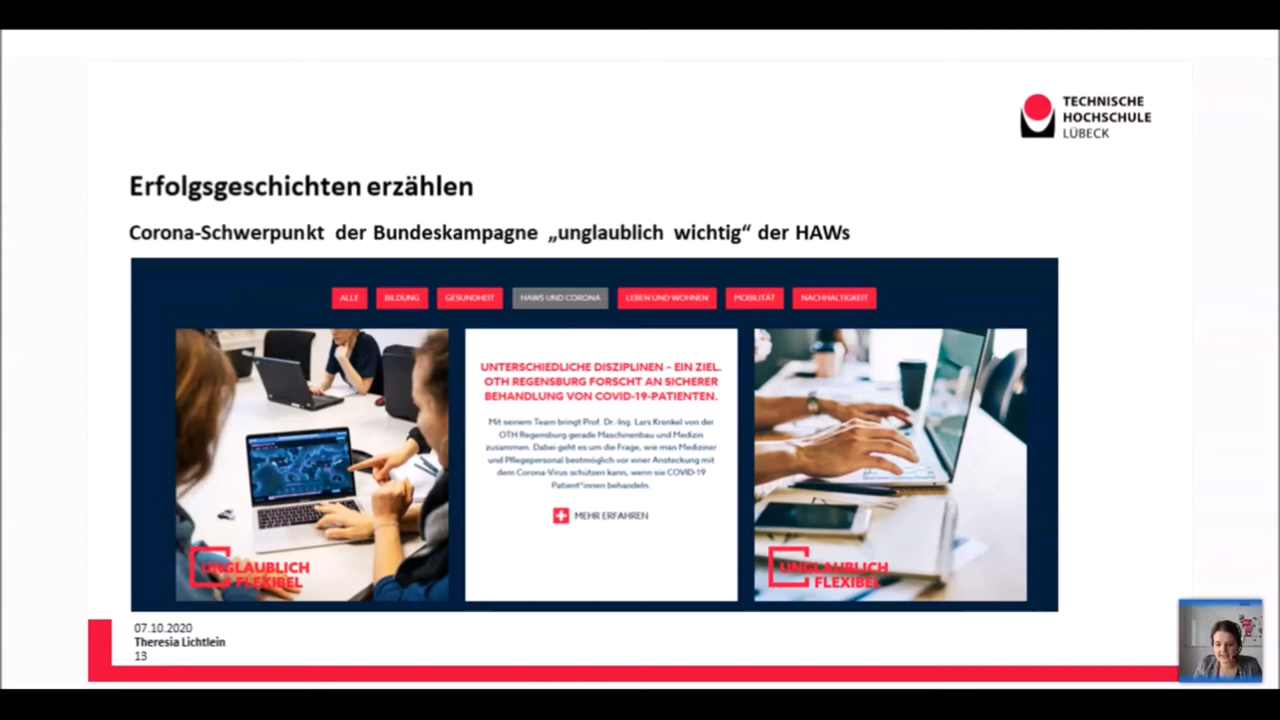 TECHNISCHE
HOCHSCHULE
LÜBECK
Erfolgsgeschichten erzählen
Corona-Schwerpunkt der Bundeskampagne „unglaublich wichtig“ der HAWs
ALLE BILDUNG GESUNDHEIT HAWS UND CORONA LEBEN UND WOHNEN MOBILITÄT NACHHALTIGKEIT
UNTERSCHIEDLICHE DISZIPLINEN – EIN ZIEL.
OTH REGENSBURG FORSCHT AN SICHERER
BEHANDLUNG VON COVID-19-PATIENTEN.
Mit seinem Team bringt Prof. Dr.-Ing. Lars Krenkel von der
OTH Regensburg gerade Maschinenbau und Medizin
zusammen. Dabei geht es um die Frage, wie man Mediziner
und Pflegepersonal bestmöglich vor einer Ansteckung mit
dem Corona-Virus schützen kann, wenn sie COVID-19
Patient*innen behandeln.
MEHR ERFAHREN
UNGLAUBLICH
FLEXIBEL
UNGLAUBLICH
FLEXIBEL
07.10.2020
Theresia Lichtlein
13